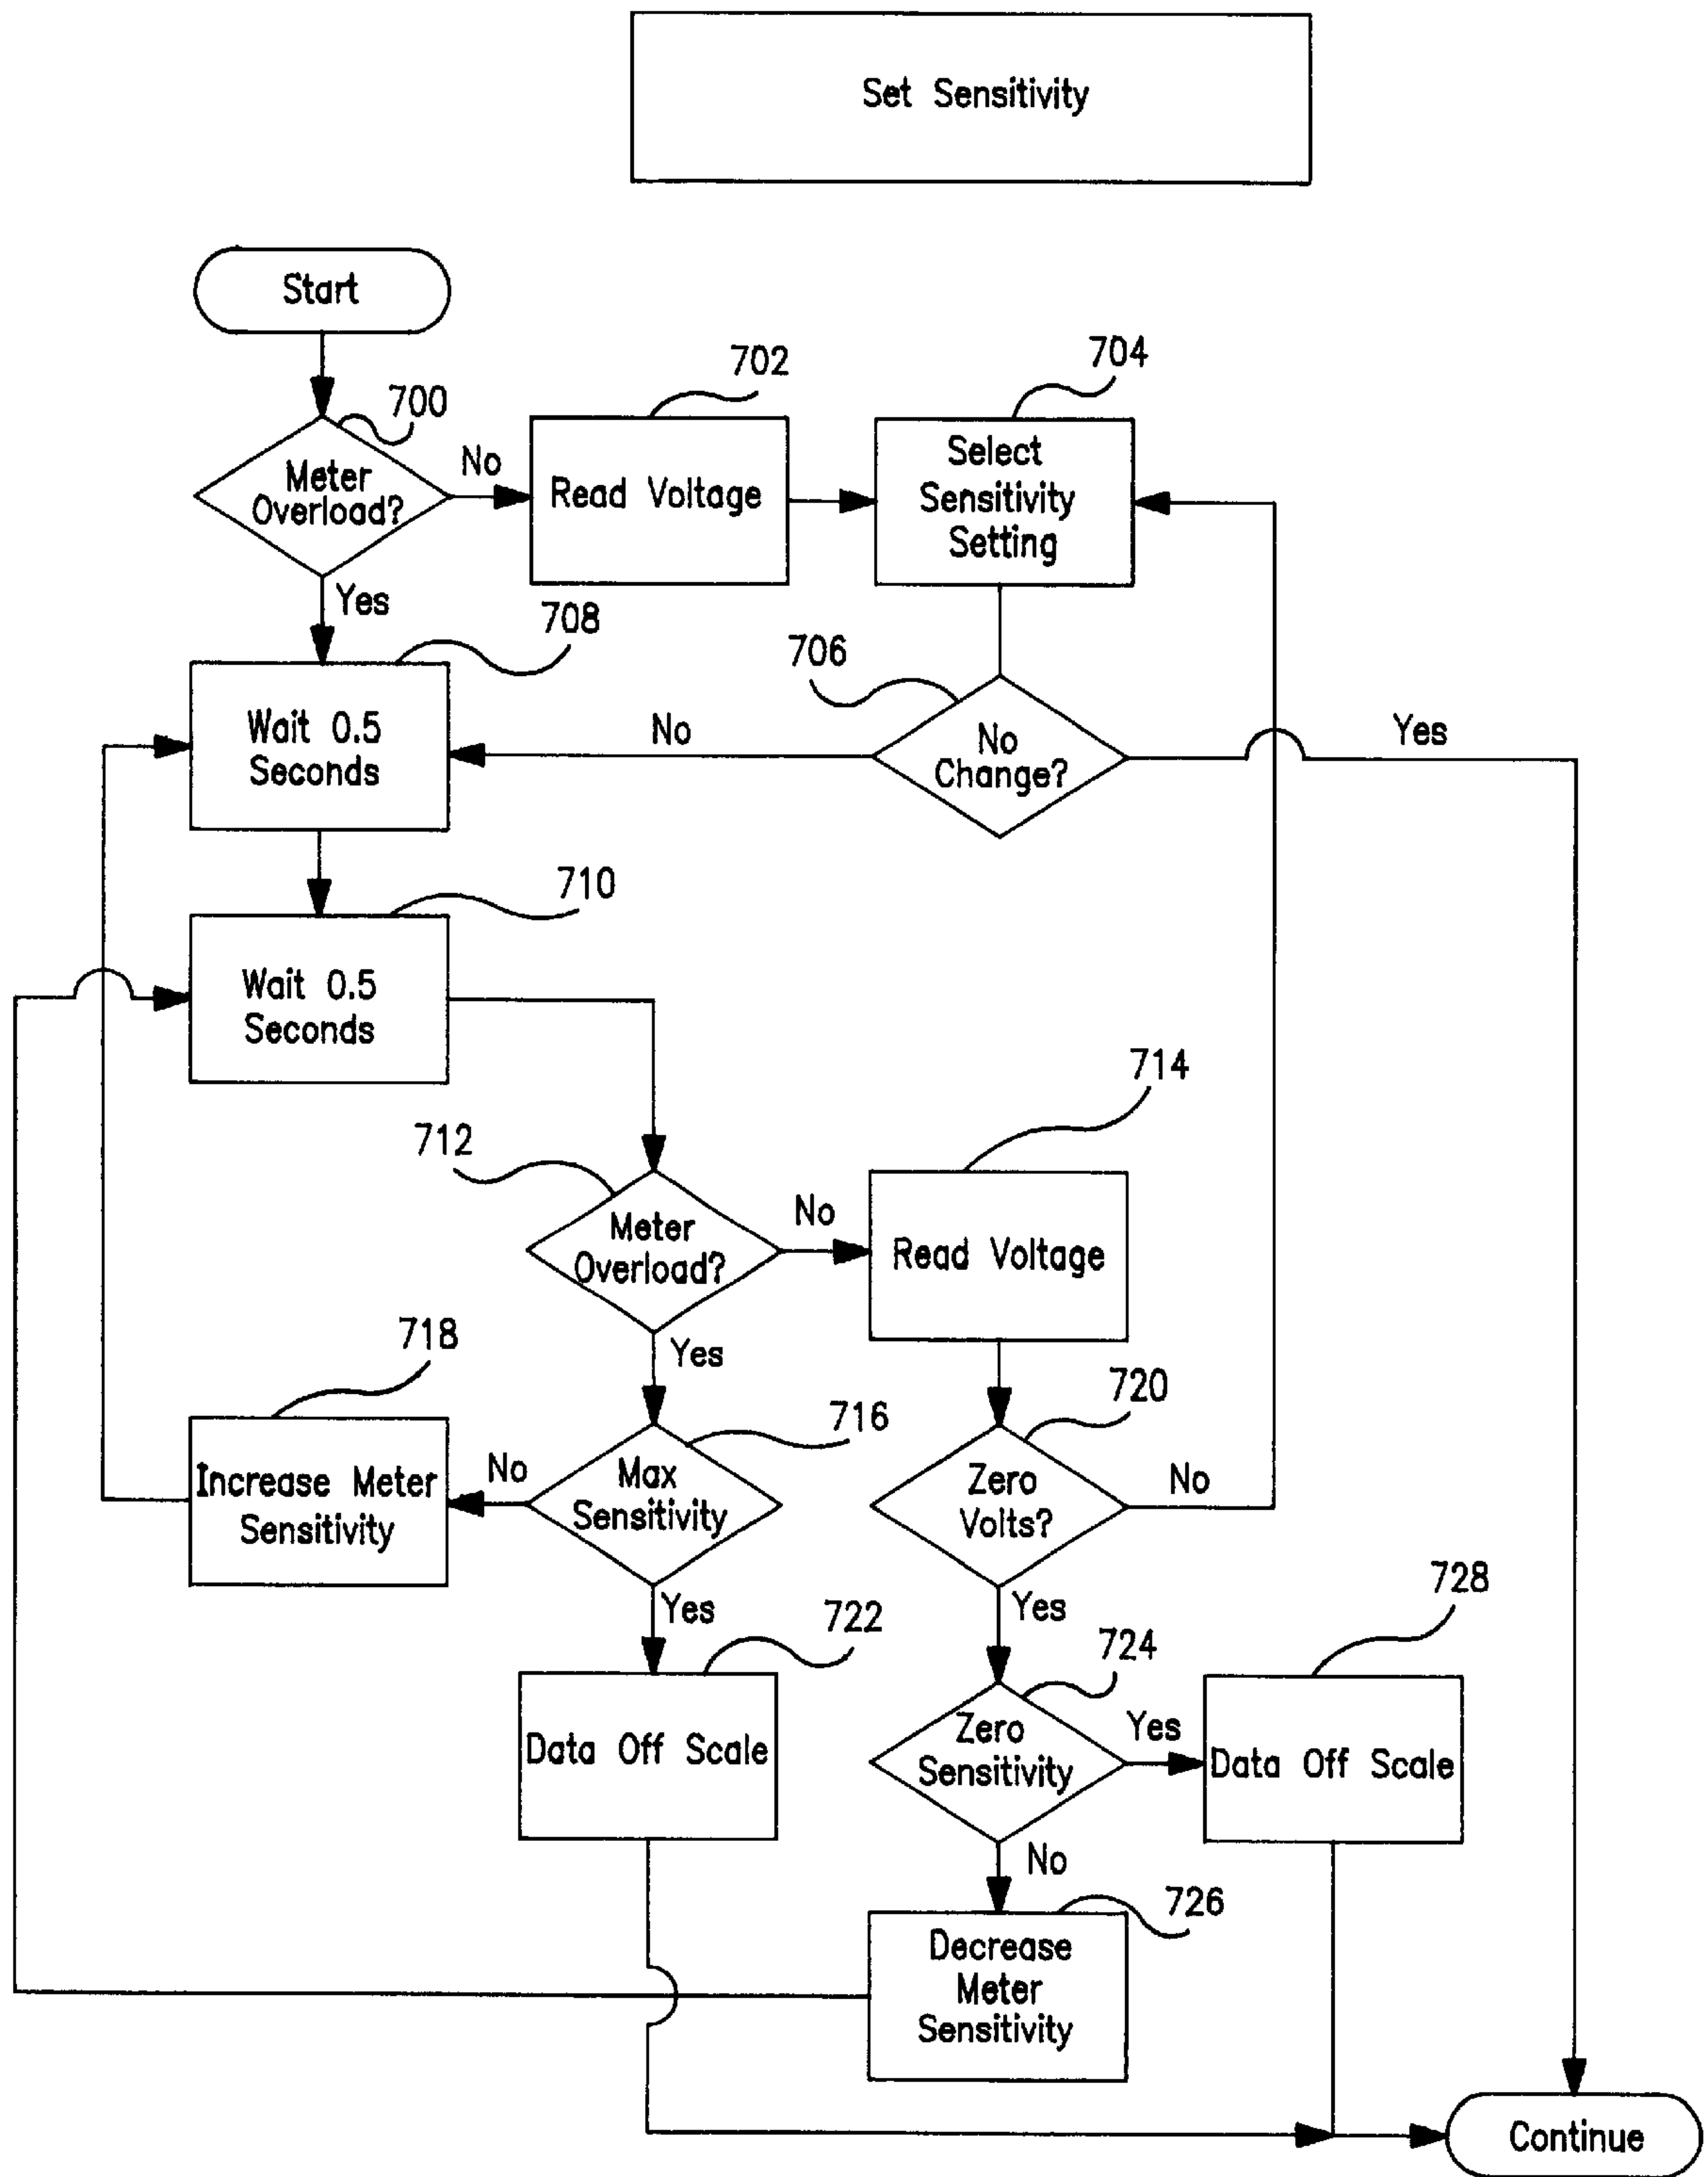 Set Sensitivity
Start
700
Meter
Overload?
No
Yes
702
Read Voltage
704
Select
Sensitivity
Setting
706
No
Change?
No
Yes
708
Wait 0.5
Seconds
710
Wait 0.5
Seconds
712
Meter
Overload?
No
Yes
714
Read Voltage
716
Max
Sensitivity
No
Yes
718
Increase Meter
Sensitivity
720
Zero
Volts?
No
Yes
722
Data Off Scale
724
Zero
Sensitivity
Yes
No
728
Data Off Scale
726
Decrease
Meter
Sensitivity
Continue